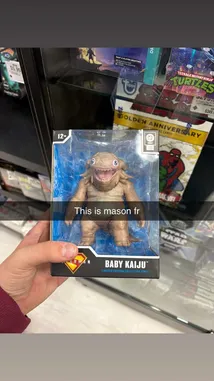 TURTLES
GOLDEN ANNIVERSARY
12+
This is mason fr
BABY KAIJU